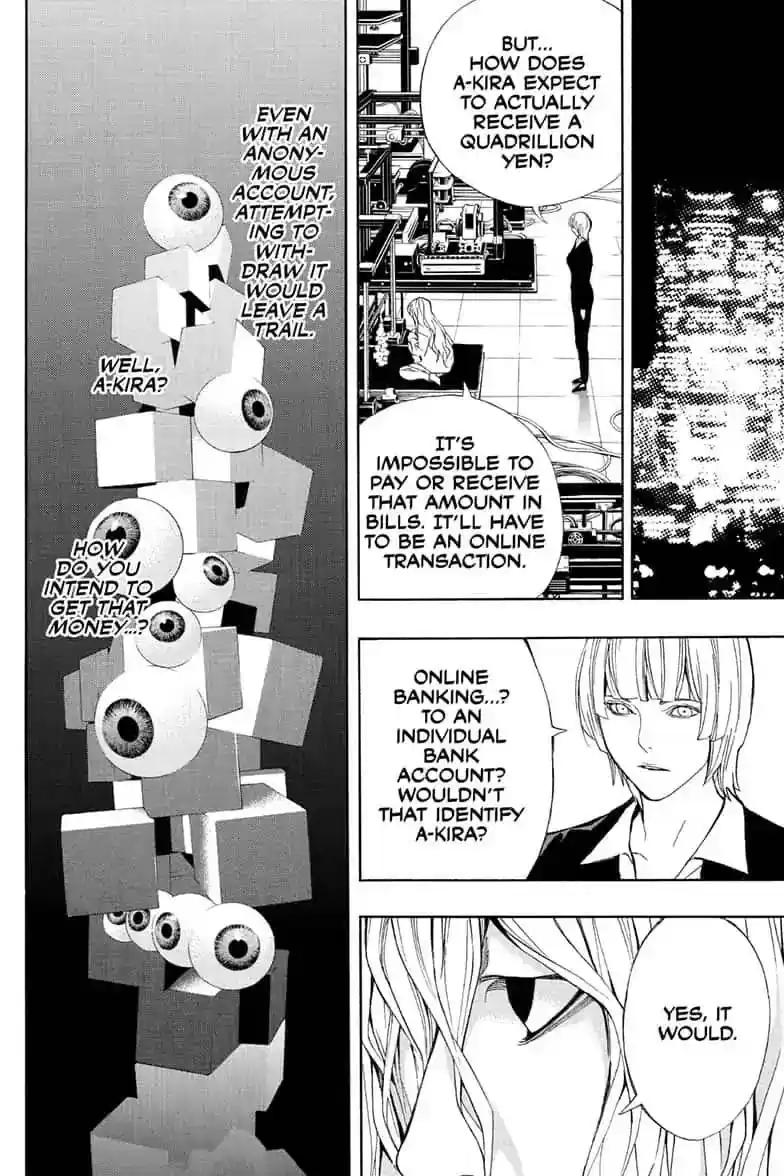 BUT...
HOW DOES
A-KIRA EXPECT
TO ACTUALLY
RECEIVE A
QUADRILLION
YEN?
IT'S
IMPOSSIBLE TO
PAY OR RECEIVE
THAT AMOUNT IN
BILLS. IT'LL HAVE
TO BE AN ONLINE
TRANSACTION.
ONLINE
BANKING...?
TO AN
INDIVIDUAL
BANK
ACCOUNT?
WOULDN'T
THAT IDENTIFY
A-KIRA?
YES, IT
WOULD.
EVEN
WITH AN
ANONY-
MOUS
ACCOUNT,
ATTEMPT-
ING TO
WITH-
DRAW IT
WOULD
LEAVE A
TRAIL.
WELL,
A-KIRA?
HOW
DO YOU
INTEND TO
GET THAT
MONEY...?